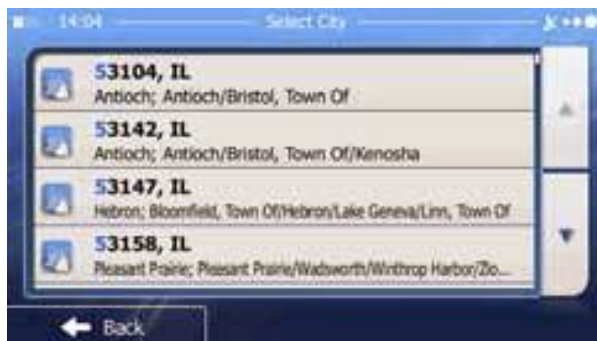 14:04 Select City
53104, IL
Antioch; Antioch/Bristol, Town Of
53142, IL
Antioch; Antioch/Bristol, Town Of/Kenosha
53147, IL
Hebron; Bloomfield, Town Of/Hebron/Lake Geneva/Linn, Town Of
53158, IL
Pleasant Prairie; Pleasant Prairie/Wadsworth/Winthrop Harbor/Zio...
Back